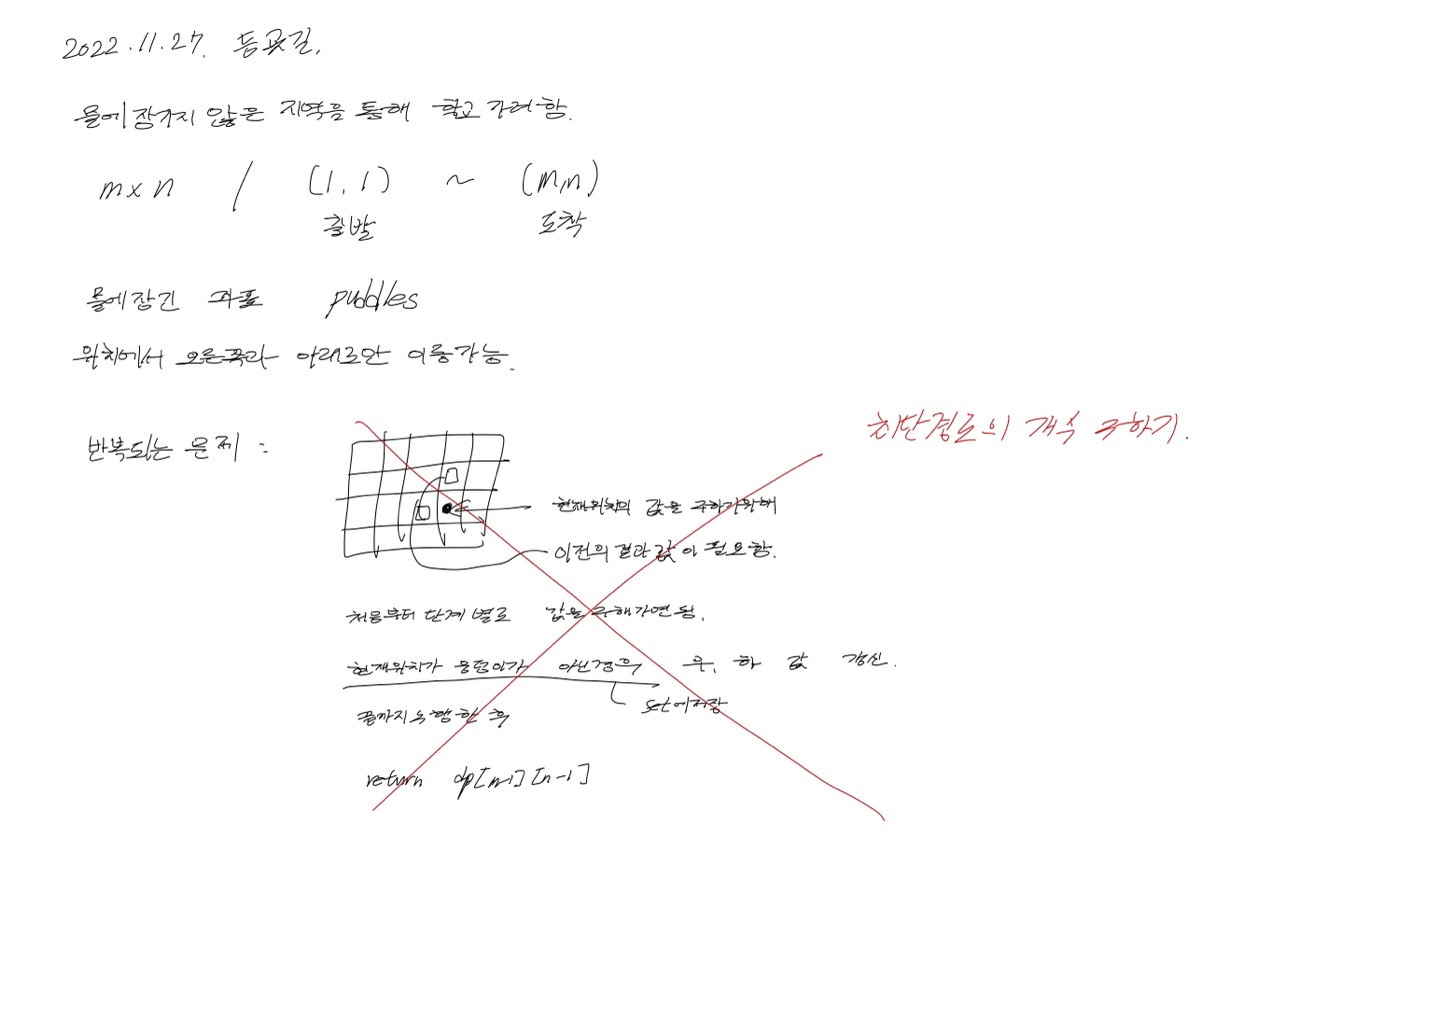 2022.11.27. 등굣길.
물에 잠기지 않은 지역을 통해 학교 가려함.
m x n / (1, 1) ~ (m,n)
출발 도착
물에 잠긴 좌표 puddles
위치에서 오른쪽과 아래로만 이동가능.
최단경로의 개수 구하기.
반복되는 문제 :
현재위치의 값을 구하기위해
이전의 결과 값이 필요함.
처음부터 단계 별로 값을 구해가면 됨.
현재위치가 웅덩이가 아닌경우 우, 하 값 갱신.
set에저장
끝까지 수행한 후
return dp[m-1][n-1]